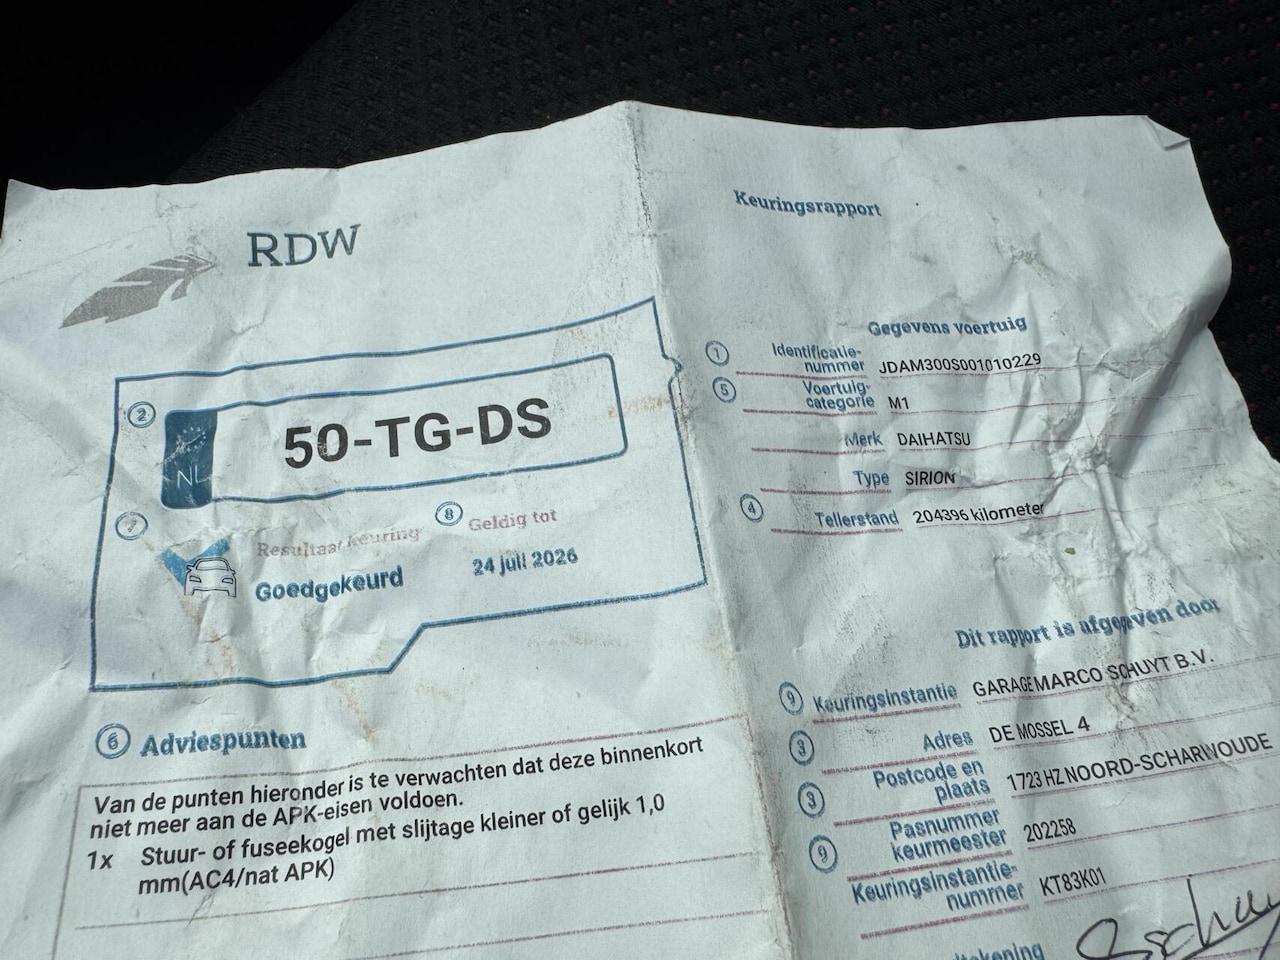 RDW
2
NL
50-TG-DS
7
Resultaat keuring
Goedgekeurd
8
Geldig tot
24 juli 2026
6 Adviespunten
Van de punten hieronder is te verwachten dat deze binnenkort
niet meer aan de APK-eisen voldoen.
1x Stuur- of fuseekogel met slijtage kleiner of gelijk 1,0
mm(AC4/nat APK)
Keuringsrapport
Gegevens voertuig
1 Identificatie-
nummer JDAM300S001010229
5 Voertuig-
categorie M1
Merk DAIHATSU
Type SIRION
4 Tellerstand 204396 kilometer
Dit rapport is afgegeven door
9 Keuringsinstantie GARAGE MARCO SCHUYT B.V.
3 Adres DE MOSSEL 4
3 Postcode en
plaats 1723 HZ NOORD-SCHARWOUDE
9 Pasnummer
keurmeester 202258
Keuringsinstantie-
nummer KT83K01